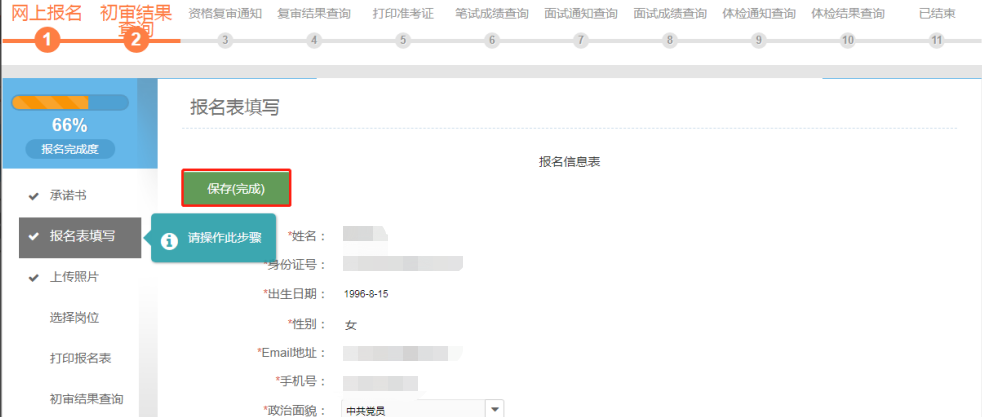 网上报名 初审结果查询 资格复审通知 复审结果查询 打印准考证 笔试成绩查询 面试通知查询 面试成绩查询 体检通知查询 体检结果查询 已结束
1 2 3 4 5 6 7 8 9 10 11
66%
报名完成度
承诺书
报名表填写
上传照片
选择岗位
打印报名表
初审结果查询
请操作此步骤
报名表填写
报名信息表
保存(完成)
*姓名：
*身份证号：
*出生日期： 1996-8-15
*性别： 女
*Email地址：
*手机号：
*政治面貌： 中共党员